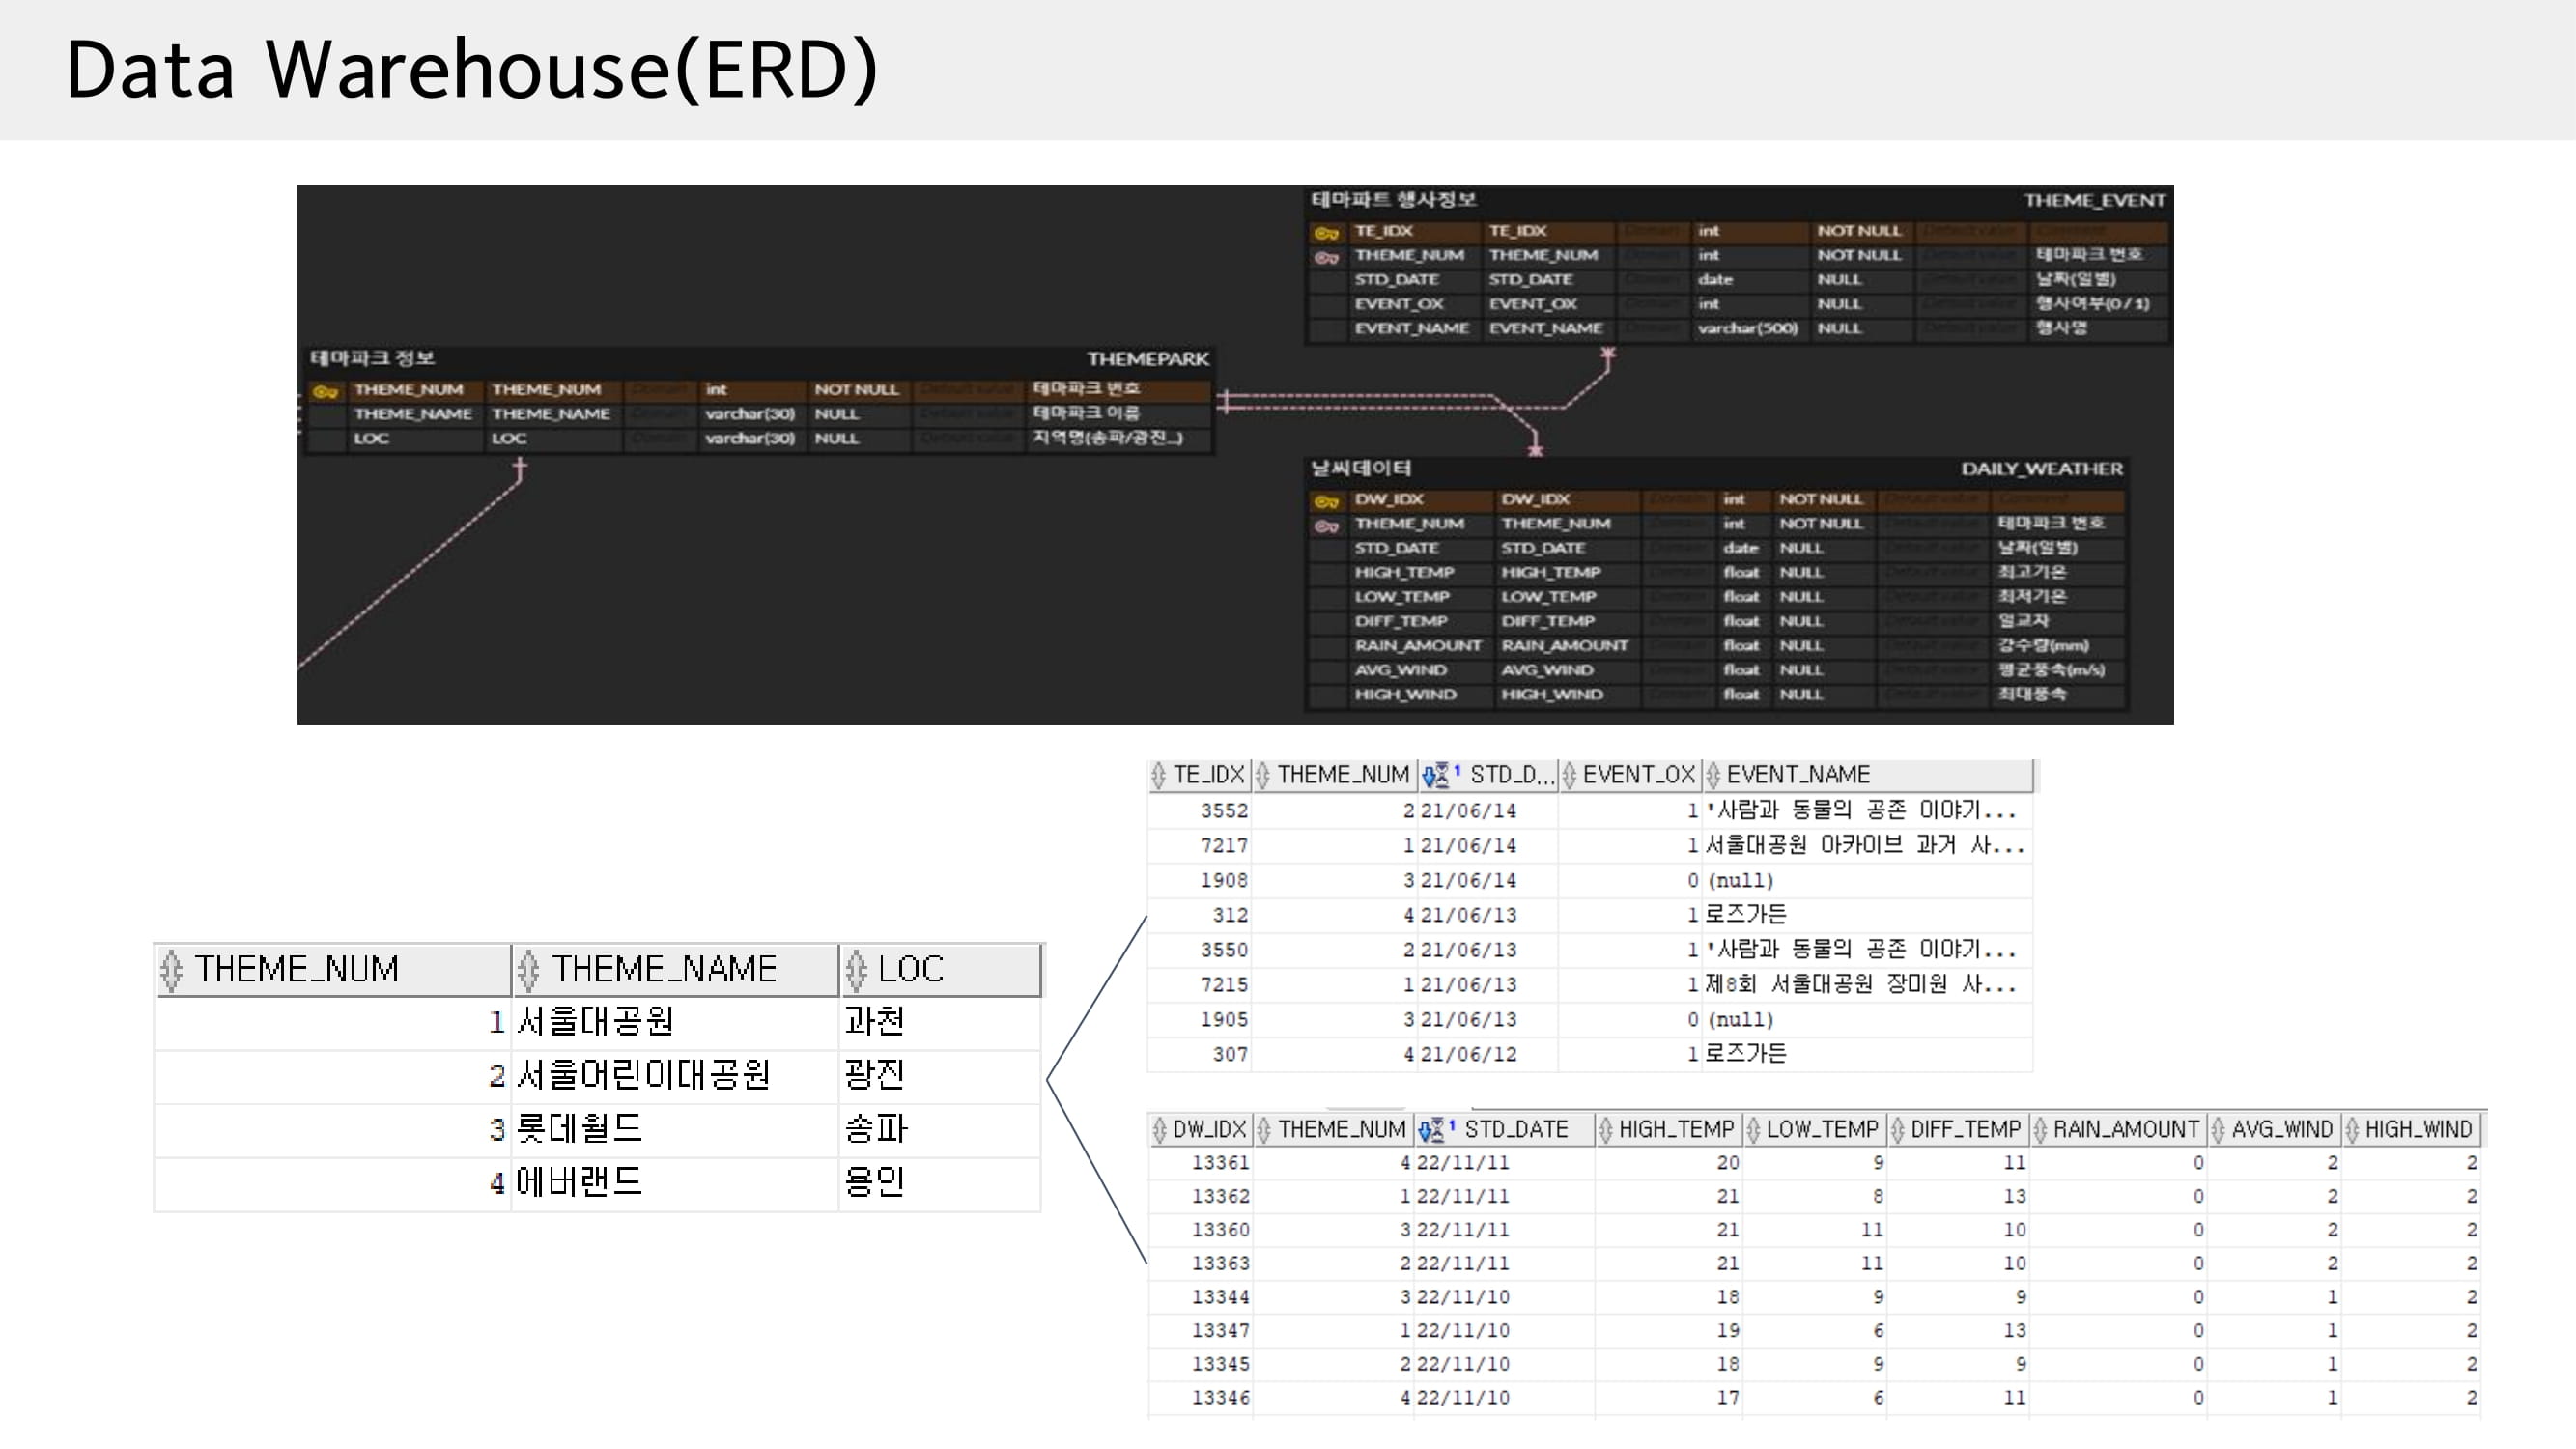 Data Warehouse(ERD)
테마파트 행사정보 THEME_EVENT
TE_IDX TE_IDX int NOT NULL
THEME_NUM THEME_NUM int NOT NULL 테마파크 번호
STD_DATE STD_DATE date NULL 날짜(일별)
EVENT_OX EVENT_OX int NULL 행사여부(0 / 1)
EVENT_NAME EVENT_NAME varchar(500) NULL 행사명
테마파크 정보 THEMEPARK
THEME_NUM THEME_NUM int NOT NULL 테마파크 번호
THEME_NAME THEME_NAME varchar(30) NULL 테마파크 이름
LOC LOC varchar(30) NULL 지역명(송파/광진...)
날씨데이터 DAILY_WEATHER
DW_IDX DW_IDX int NOT NULL
THEME_NUM THEME_NUM int NOT NULL 테마파크 번호
STD_DATE STD_DATE date NULL 날짜(일별)
HIGH_TEMP HIGH_TEMP float NULL 최고기온
LOW_TEMP LOW_TEMP float NULL 최저기온
DIFF_TEMP DIFF_TEMP float NULL 일교차
RAIN_AMOUNT RAIN_AMOUNT float NULL 강수량(mm)
AVG_WIND AVG_WIND float NULL 평균풍속(m/s)
HIGH_WIND HIGH_WIND float NULL 최대풍속
TE_IDX THEME_NUM 1 STD_D... EVENT_OX EVENT_NAME
3552 2 21/06/14 1 '사람과 동물의 공존 이야기...
7217 1 21/06/14 1 서울대공원 아카이브 과거 사...
1908 3 21/06/14 0 (null)
312 4 21/06/13 1 로즈가든
3550 2 21/06/13 1 '사람과 동물의 공존 이야기...
7215 1 21/06/13 1 제8회 서울대공원 장미원 사...
1905 3 21/06/13 0 (null)
307 4 21/06/12 1 로즈가든
THEME_NUM THEME_NAME LOC
1 서울대공원 과천
2 서울어린이대공원 광진
3 롯데월드 송파
4 에버랜드 용인
DW_IDX THEME_NUM 1 STD_DATE HIGH_TEMP LOW_TEMP DIFF_TEMP RAIN_AMOUNT AVG_WIND HIGH_WIND
13361 4 22/11/11 20 9 11 0 2 2
13362 1 22/11/11 21 8 13 0 2 2
13360 3 22/11/11 21 11 10 0 2 2
13363 2 22/11/11 21 11 10 0 2 2
13344 3 22/11/10 18 9 9 0 1 2
13347 1 22/11/10 19 6 13 0 1 2
13345 2 22/11/10 18 9 9 0 1 2
13346 4 22/11/10 17 6 11 0 1 2